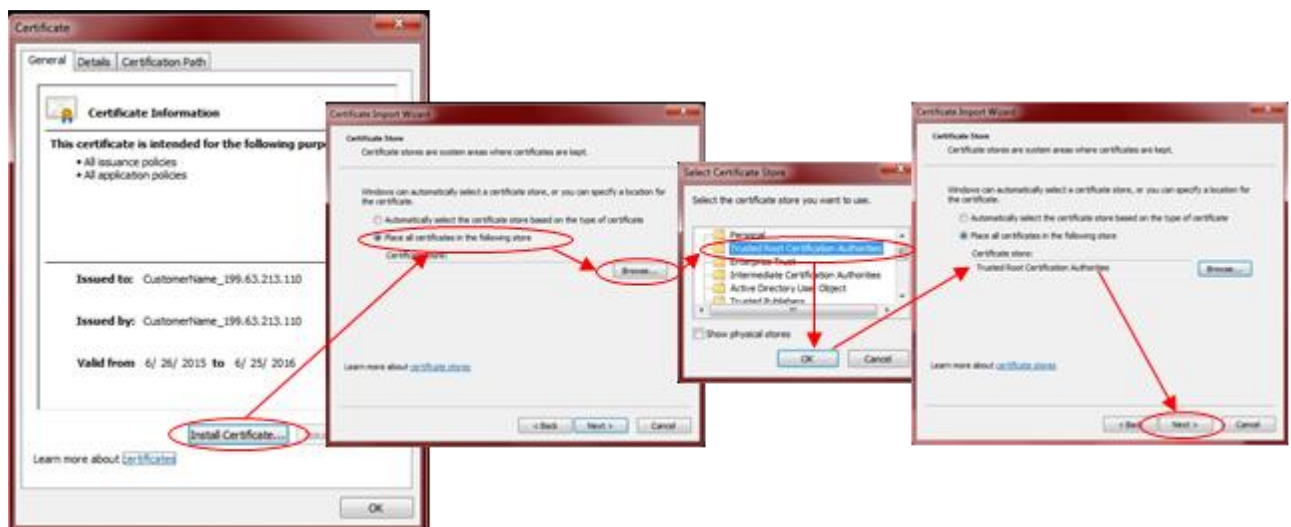 Certificate
General Details Certification Path
Certificate Information
This certificate is intended for the following purp
• All issuance policies
• All application policies
Issued to: CustomerName_199.63.213.110
Issued by: CustomerName_199.63.213.110
Valid from 6/ 26/ 2015 to 6/ 25/ 2016
Install Certificate...
Learn more about certificates
OK
Certificate Import Wizard
Certificate Store
Certificate stores are system areas where certificates are kept.
Windows can automatically select a certificate store, or you can specify a location for
the certificate.
Automatically select the certificate store based on the type of certificate
Place all certificates in the following store
Certificate store:
Browse...
Learn more about certificate stores
< Back Next > Cancel
Select Certificate Store
Select the certificate store you want to use.
Personal
Trusted Root Certification Authorities
Enterprise Trust
Intermediate Certification Authorities
Active Directory User Object
Trusted Publishers
Show physical stores
OK Cancel
Certificate Import Wizard
Certificate Store
Certificate stores are system areas where certificates are kept.
Windows can automatically select a certificate store, or you can specify a location for
the certificate.
Automatically select the certificate store based on the type of certificate
Place all certificates in the following store
Certificate store:
Trusted Root Certification Authorities
Browse...
Learn more about certificate stores
< Back Next > Cancel